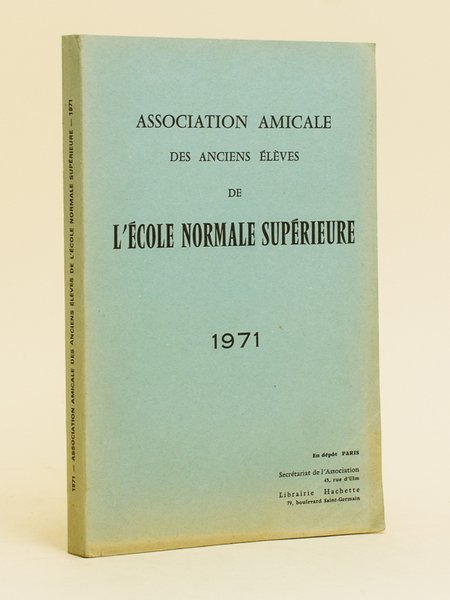 1971 — ASSOCIATION AMICALE DES ANCIENS ÉLÈVES DE L'ÉCOLE NORMALE SUPÉRIEURE — 1971
ASSOCIATION AMICALE
DES ANCIENS ÉLÈVES
DE
L'ÉCOLE NORMALE SUPÉRIEURE
1971
En dépôt PARIS
Secrétariat de l'Association
45, rue d'Ulm
Librairie Hachette
79, boulevard Saint-Germain